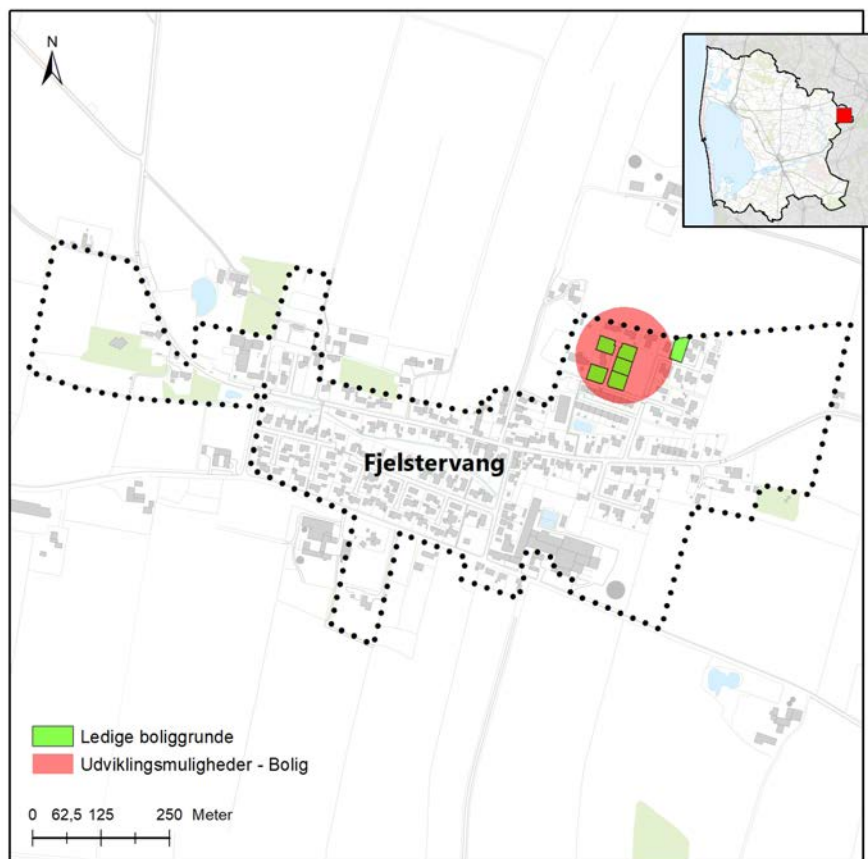 N
Fjelstervang
Ledige boliggrunde
Udviklingsmuligheder - Bolig
0 62,5 125 250 Meter